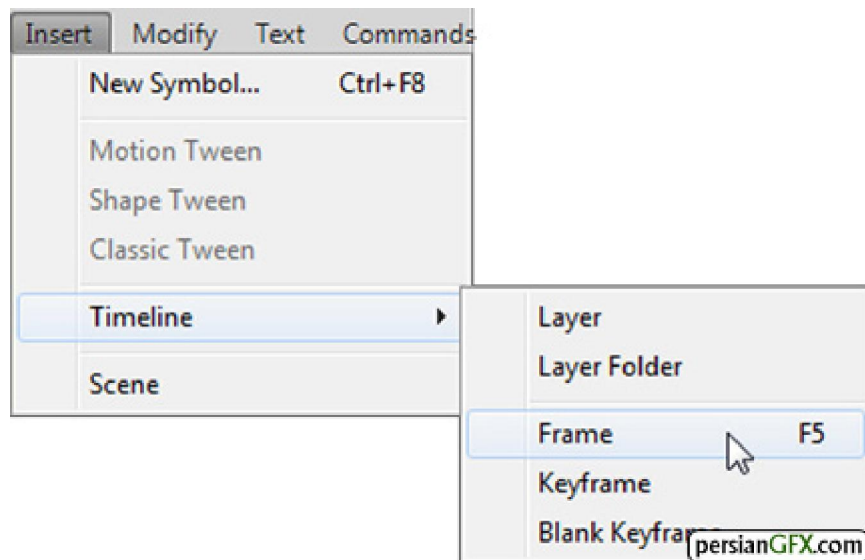 Insert Modify Text Commands
New Symbol... Ctrl+F8
Motion Tween
Shape Tween
Classic Tween
Timeline
Scene
Layer
Layer Folder
Frame F5
Keyframe
Blank Keyframe
persianGFX.com